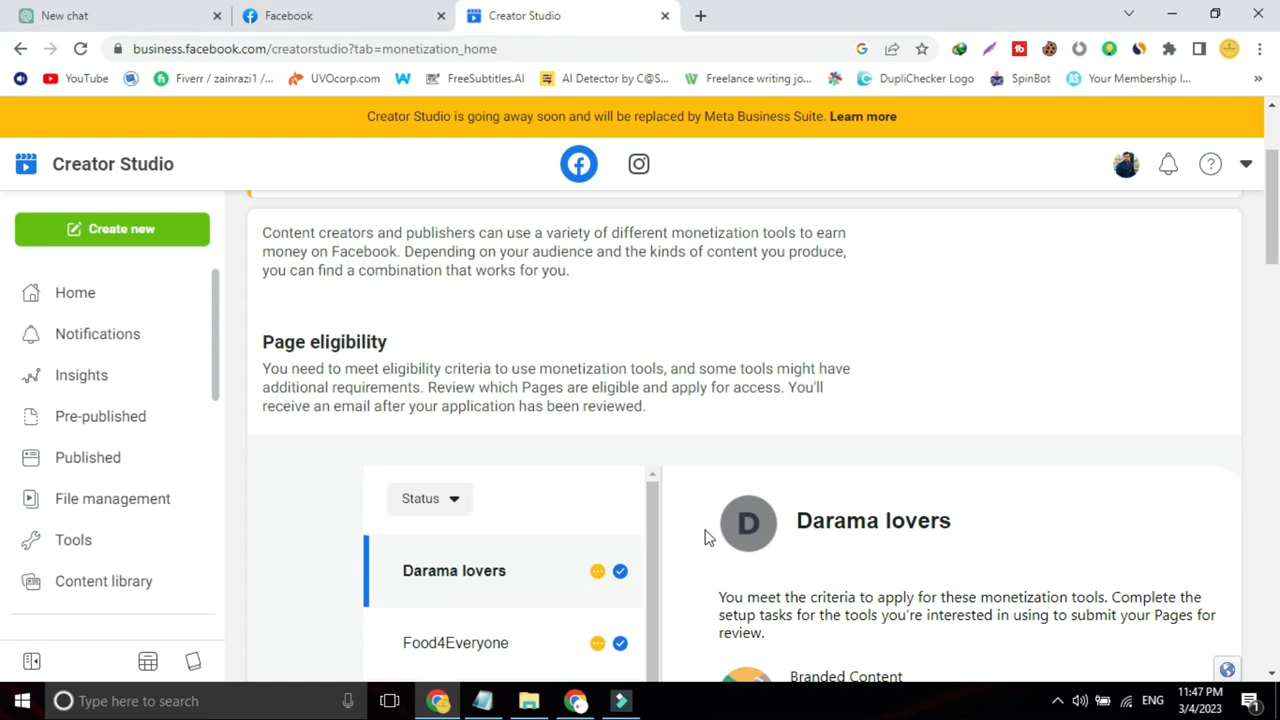 New chat
Facebook
Creator Studio
business.facebook.com/creatorstudio?tab=monetization_home
YouTube
Fiverr / zainrazi1 /...
UVOcorp.com
FreeSubtitles.AI
AI Detector by C@S...
Freelance writing jo...
DupliChecker Logo
SpinBot
Your Membership I...
Creator Studio is going away soon and will be replaced by Meta Business Suite. Learn more
Creator Studio
Create new
Home
Notifications
Insights
Pre-published
Published
File management
Tools
Content library
Content creators and publishers can use a variety of different monetization tools to earn
money on Facebook. Depending on your audience and the kinds of content you produce,
you can find a combination that works for you.
Page eligibility
You need to meet eligibility criteria to use monetization tools, and some tools might have
additional requirements. Review which Pages are eligible and apply for access. You'll
receive an email after your application has been reviewed.
Status
Darama lovers
Food4Everyone
D
Darama lovers
You meet the criteria to apply for these monetization tools. Complete the
setup tasks for the tools you're interested in using to submit your Pages for
review.
Branded Content
Type here to search
ENG
11:47 PM
3/4/2023
1